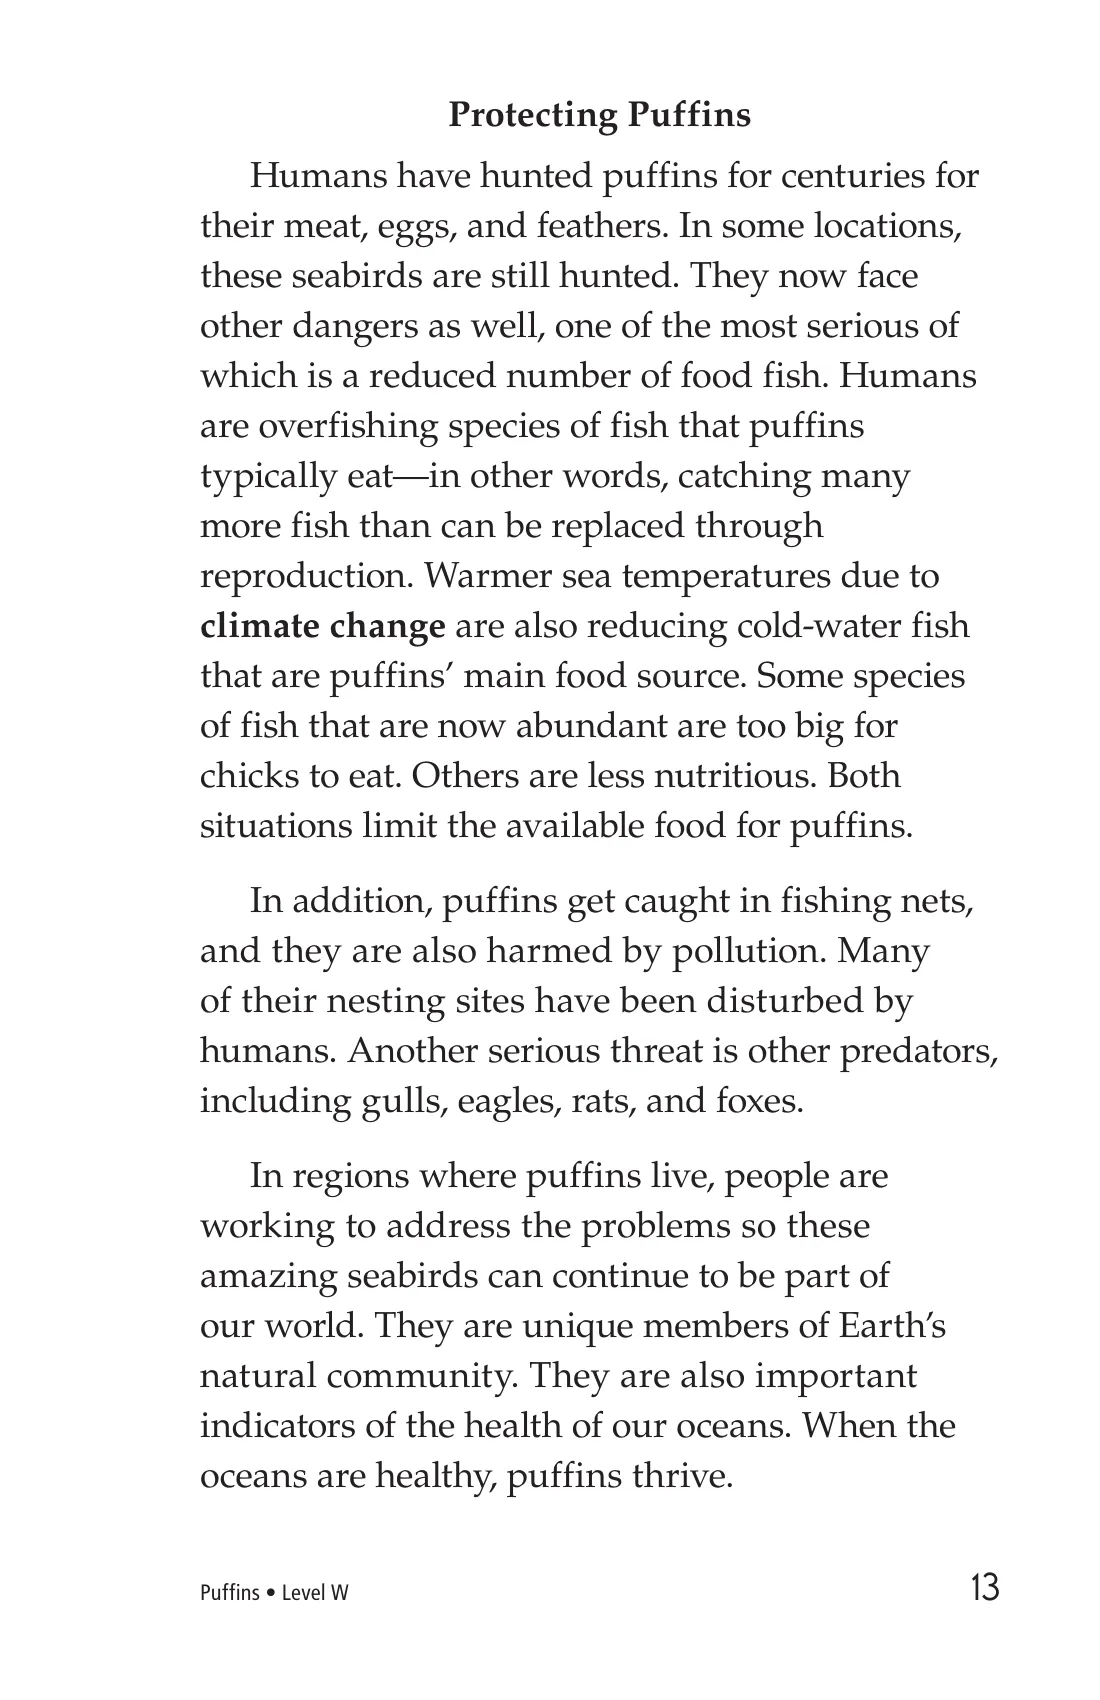 Protecting Puffins
Humans have hunted puffins for centuries for
their meat, eggs, and feathers. In some locations,
these seabirds are still hunted. They now face
other dangers as well, one of the most serious of
which is a reduced number of food fish. Humans
are overfishing species of fish that puffins
typically eat—in other words, catching many
more fish than can be replaced through
reproduction. Warmer sea temperatures due to
climate change are also reducing cold-water fish
that are puffins’ main food source. Some species
of fish that are now abundant are too big for
chicks to eat. Others are less nutritious. Both
situations limit the available food for puffins.
In addition, puffins get caught in fishing nets,
and they are also harmed by pollution. Many
of their nesting sites have been disturbed by
humans. Another serious threat is other predators,
including gulls, eagles, rats, and foxes.
In regions where puffins live, people are
working to address the problems so these
amazing seabirds can continue to be part of
our world. They are unique members of Earth’s
natural community. They are also important
indicators of the health of our oceans. When the
oceans are healthy, puffins thrive.
Puffins • Level W
13